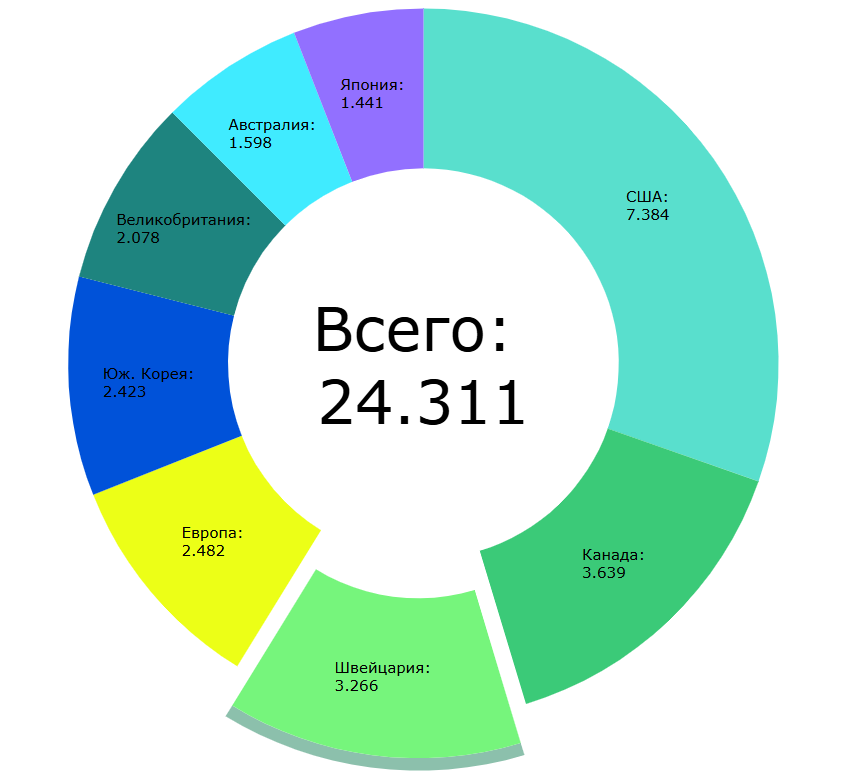 Япония:
1.441
Австралия:
1.598
США:
7.384
Великобритания:
2.078
Всего:
24.311
Юж. Корея:
2.423
Европа:
2.482
Канада:
3.639
Швейцария:
3.266